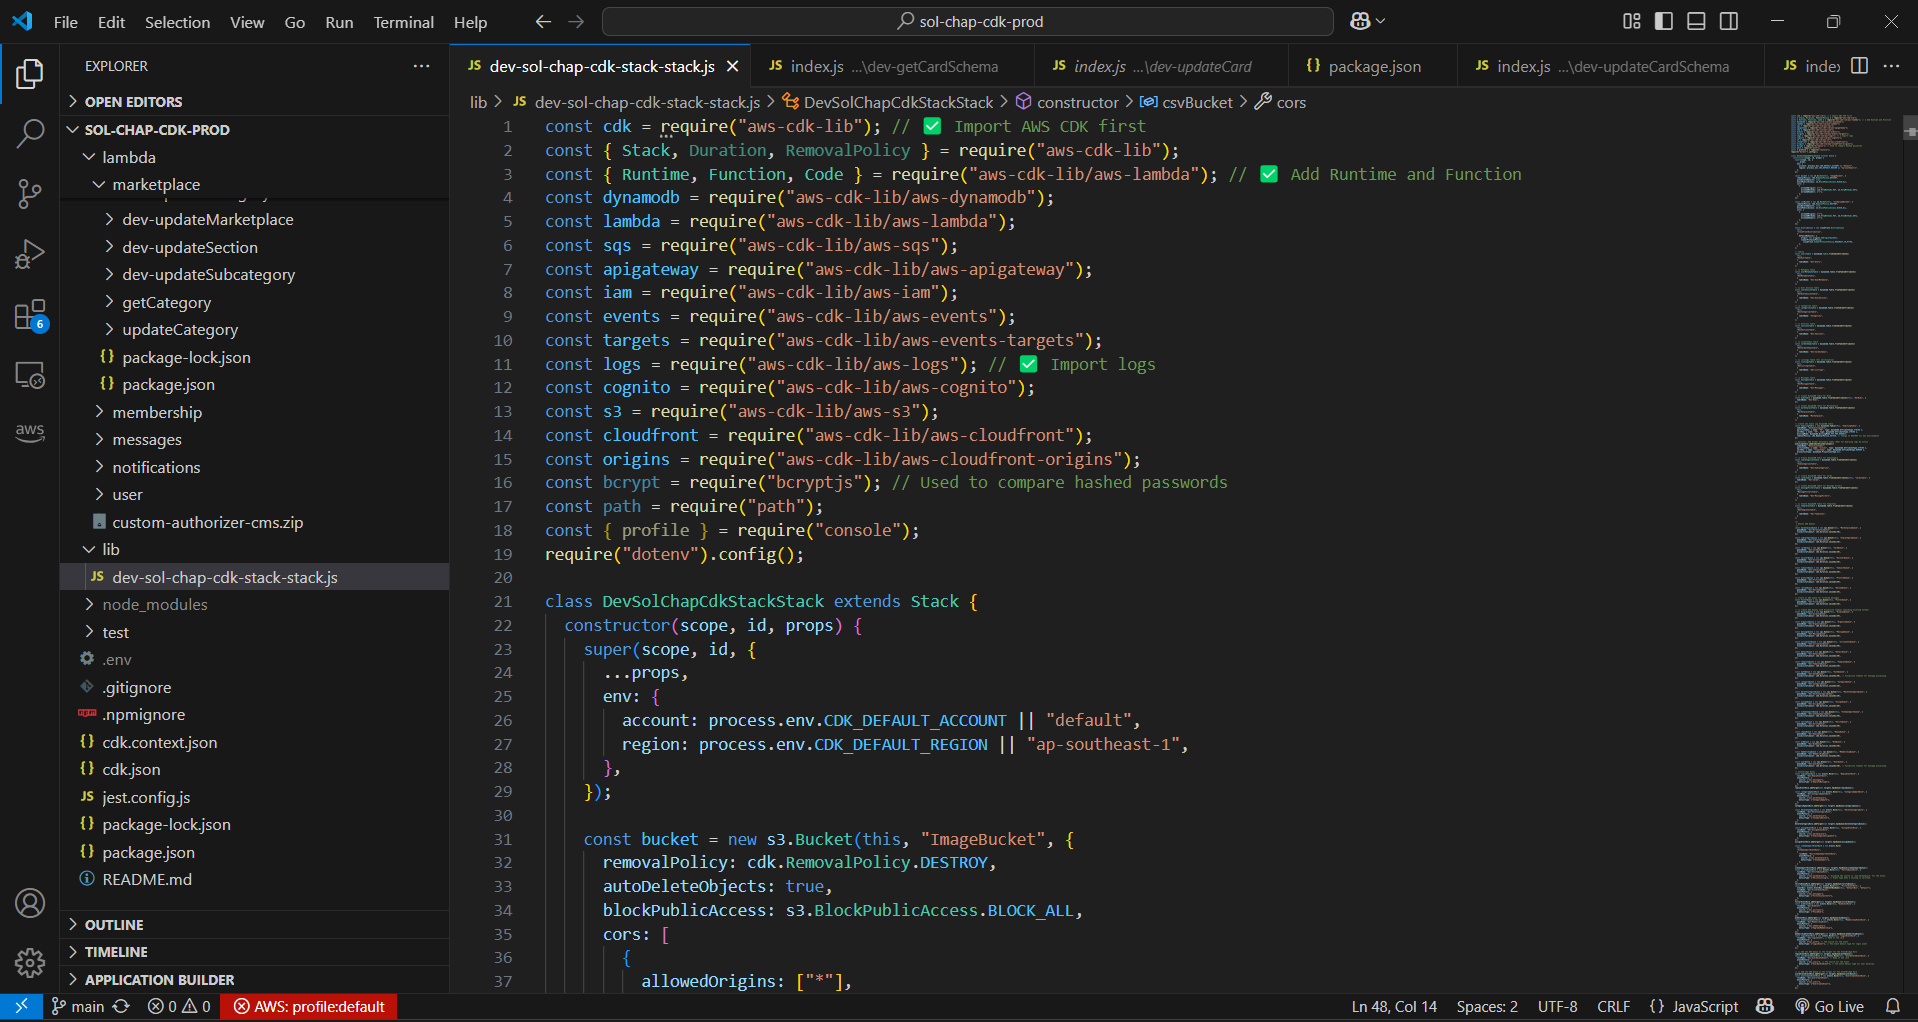 File Edit Selection View Go Run Terminal Help
sol-chap-cdk-prod
EXPLORER
OPEN EDITORS
SOL-CHAP-CDK-PROD
lambda
marketplace
dev-updateMarketplace
dev-updateSection
dev-updateSubcategory
getCategory
updateCategory
{} package-lock.json
{} package.json
membership
messages
notifications
user
custom-authorizer-cms.zip
lib
JS dev-sol-chap-cdk-stack-stack.js
node_modules
test
.env
.gitignore
npm .npmignore
{} cdk.context.json
{} cdk.json
JS jest.config.js
{} package-lock.json
{} package.json
README.md
OUTLINE
TIMELINE
APPLICATION BUILDER
6
aws
JS dev-sol-chap-cdk-stack-stack.js JS index.js ...\dev-getCardSchema JS index.js ...\dev-updateCard {} package.json JS index.js ...\dev-updateCardSchema JS
lib > JS dev-sol-chap-cdk-stack-stack.js > DevSolChapCdkStackStack > constructor > csvBucket > cors
1 const cdk = require("aws-cdk-lib"); // ✅ Import AWS CDK first
2 const { Stack, Duration, RemovalPolicy } = require("aws-cdk-lib");
3 const { Runtime, Function, Code } = require("aws-cdk-lib/aws-lambda"); // ✅ Add Runtime and Function
4 const dynamodb = require("aws-cdk-lib/aws-dynamodb");
5 const lambda = require("aws-cdk-lib/aws-lambda");
6 const sqs = require("aws-cdk-lib/aws-sqs");
7 const apigateway = require("aws-cdk-lib/aws-apigateway");
8 const iam = require("aws-cdk-lib/aws-iam");
9 const events = require("aws-cdk-lib/aws-events");
10 const targets = require("aws-cdk-lib/aws-events-targets");
11 const logs = require("aws-cdk-lib/aws-logs"); // ✅ Import logs
12 const cognito = require("aws-cdk-lib/aws-cognito");
13 const s3 = require("aws-cdk-lib/aws-s3");
14 const cloudfront = require("aws-cdk-lib/aws-cloudfront");
15 const origins = require("aws-cdk-lib/aws-cloudfront-origins");
16 const bcrypt = require("bcryptjs"); // Used to compare hashed passwords
17 const path = require("path");
18 const { profile } = require("console");
19 require("dotenv").config();
20
21 class DevSolChapCdkStackStack extends Stack {
22 constructor(scope, id, props) {
23 super(scope, id, {
24 ...props,
25 env: {
26 account: process.env.CDK_DEFAULT_ACCOUNT || "default",
27 region: process.env.CDK_DEFAULT_REGION || "ap-southeast-1",
28 },
29 });
30
31 const bucket = new s3.Bucket(this, "ImageBucket", {
32 removalPolicy: cdk.RemovalPolicy.DESTROY,
33 autoDeleteObjects: true,
34 blockPublicAccess: s3.BlockPublicAccess.BLOCK_ALL,
35 cors: [
36 {
37 allowedOrigins: ["*"],
main 0 0 AWS: profile:default Ln 48, Col 14 Spaces: 2 UTF-8 CRLF {} JavaScript Go Live